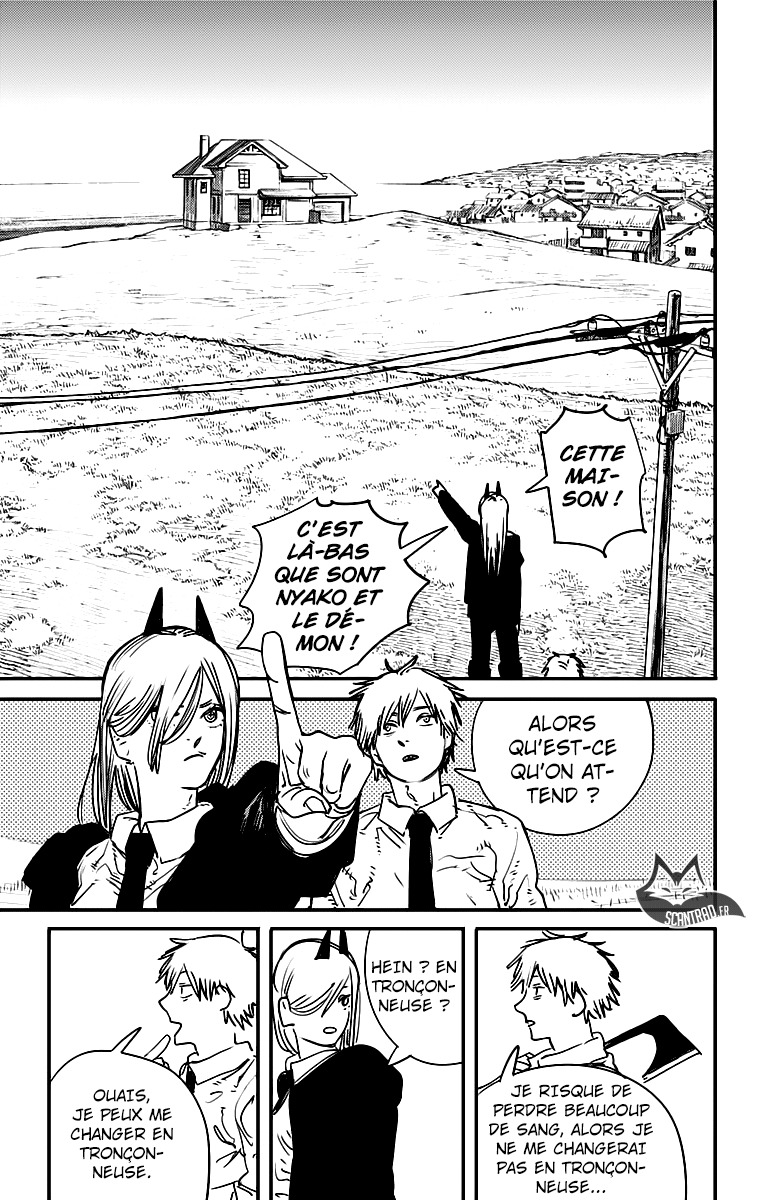 CETTE
MAI-
SON !
C'EST
LÀ-BAS
QUE SONT
NYAKO ET
LE DÉ-
MON !
ALORS
QU'EST-CE
QU'ON AT-
TEND ?
SCANTRAD.FR
JE RISQUE DE
PERDRE BEAUCOUP
DE SANG, ALORS JE
NE ME CHANGERAI
PAS EN TRONÇON-
NEUSE...
HEIN ? EN
TRONÇON-
NEUSE ?
OUAIS,
JE PEUX ME
CHANGER EN
TRONÇON-
NEUSE.